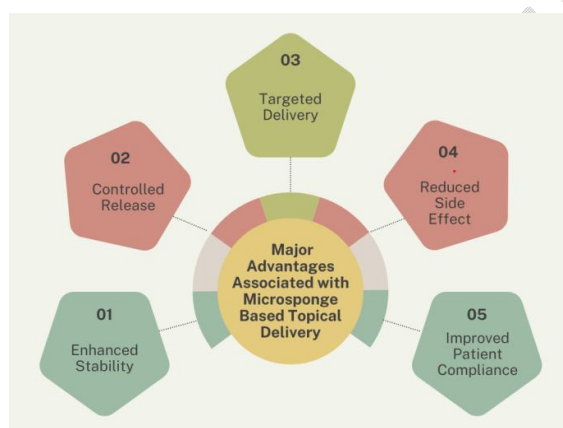 03
Targeted
Delivery
02
Controlled
Release
04
Reduced
Side
Effect
Major
Advantages
Associated with
Microsponge
Based Topical
Delivery
01
Enhanced
Stability
05
Improved
Patient
Compliance